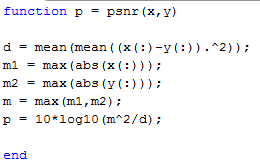 function p = psnr(x,y)
d = mean(mean((x(:)-y(:)).^2));
m1 = max(abs(x(:)));
m2 = max(abs(y(:)));
m = max(m1,m2);
p = 10*log10(m^2/d);
end